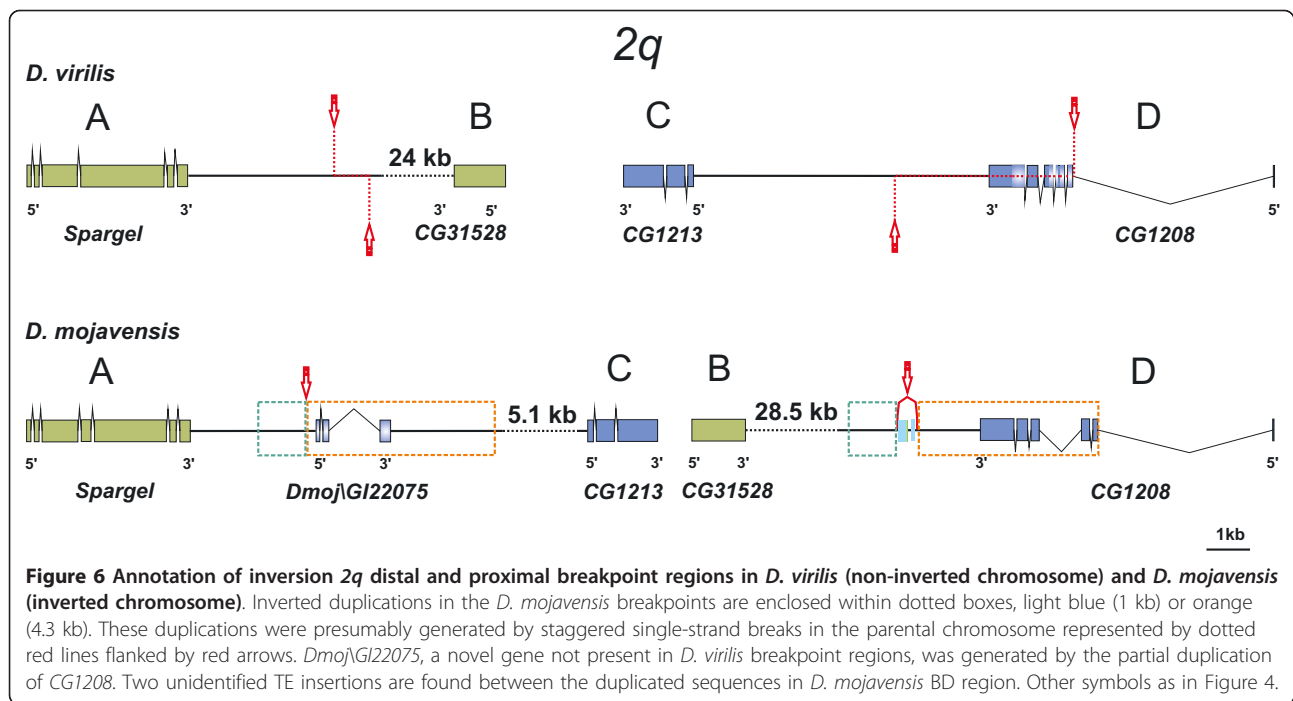 2q
D. virilis
A B C D
24 kb
5' 3' 3' 5' 3' 5' 3' 5'
Spargel CG31528 CG1213 CG1208
D. mojavensis
A C B D
5.1 kb 28.5 kb
5' 3' 5' 3' 5' 3' 5' 3' 3' 5'
Spargel Dmoj\GI22075 CG1213 CG31528 CG1208
1kb
Figure 6 Annotation of inversion 2q distal and proximal breakpoint regions in D. virilis (non-inverted chromosome) and D. mojavensis
(inverted chromosome). Inverted duplications in the D. mojavensis breakpoints are enclosed within dotted boxes, light blue (1 kb) or orange
(4.3 kb). These duplications were presumably generated by staggered single-strand breaks in the parental chromosome represented by dotted
red lines flanked by red arrows. Dmoj\GI22075, a novel gene not present in D. virilis breakpoint regions, was generated by the partial duplication
of CG1208. Two unidentified TE insertions are found between the duplicated sequences in D. mojavensis BD region. Other symbols as in Figure 4.